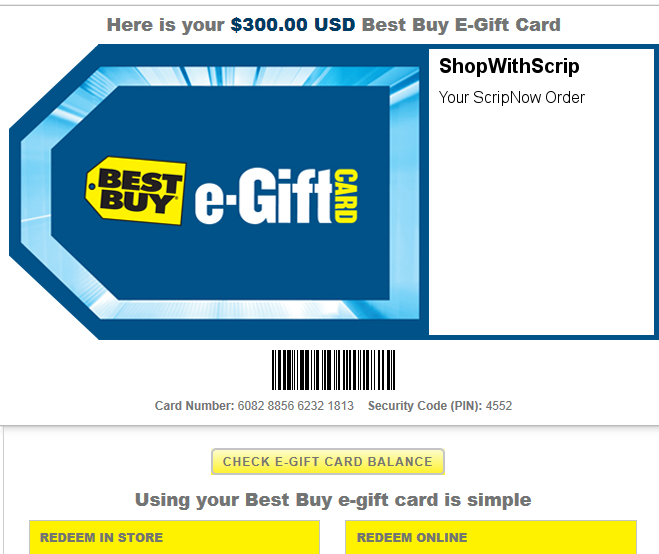 Here is your $300.00 USD Best Buy E-Gift Card
ShopWithScrip
Your ScripNow Order
BEST
BUY
e-Gift CARD
Card Number: 6082 8856 6232 1813 Security Code (PIN): 4552
CHECK E-GIFT CARD BALANCE
Using your Best Buy e-gift card is simple
REDEEM IN STORE
REDEEM ONLINE